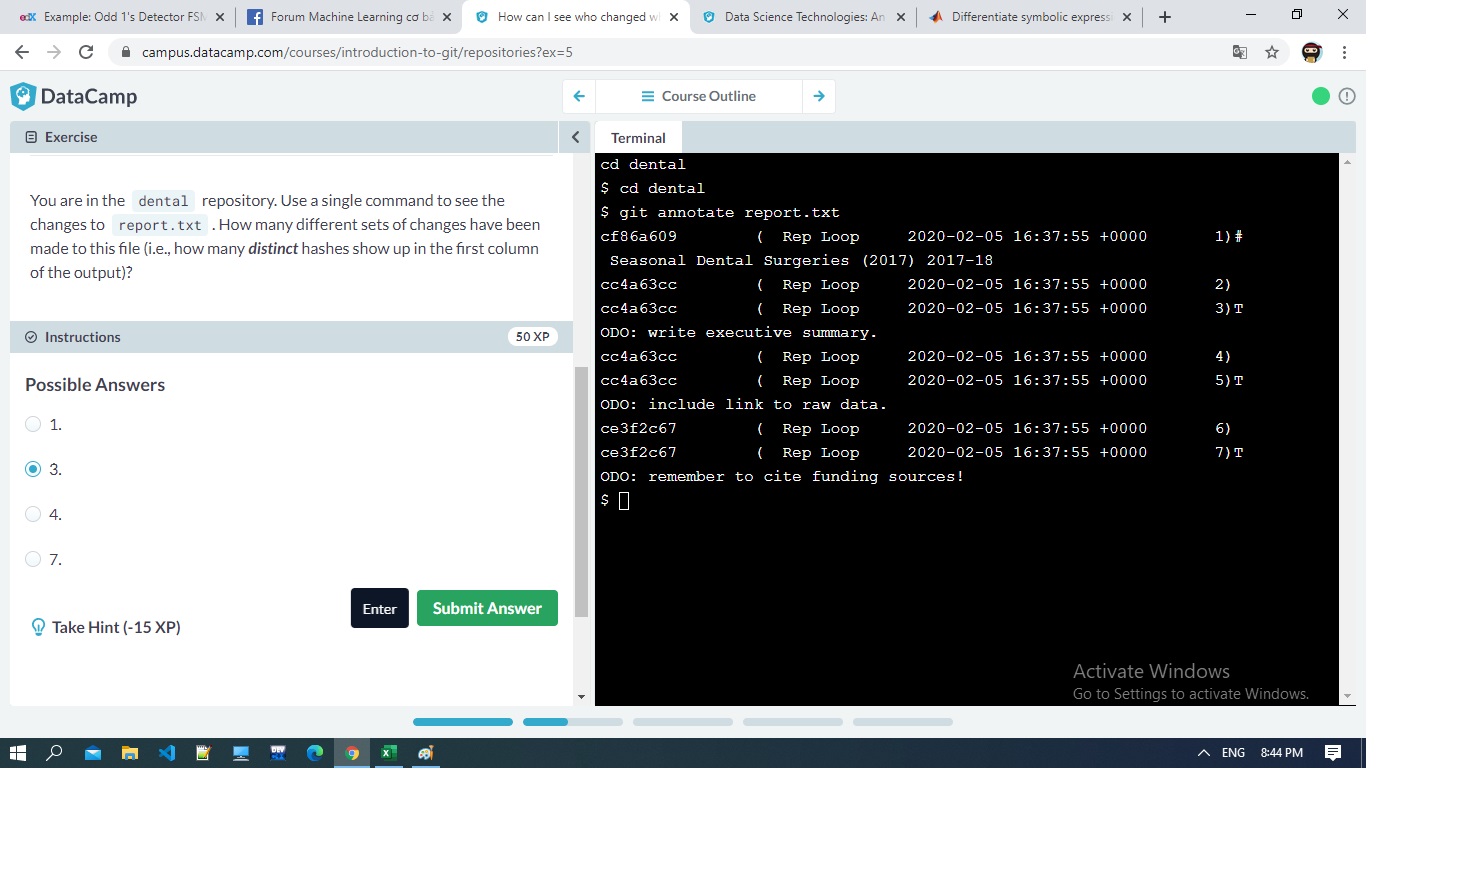 Example: Odd 1's Detector FSM
Forum Machine Learning cơ bả
How can I see who changed w
Data Science Technologies: An
Differentiate symbolic express
campus.datacamp.com/courses/introduction-to-git/repositories?ex=5
DataCamp
Course Outline
Exercise
You are in the dental repository. Use a single command to see the
changes to report.txt . How many different sets of changes have been
made to this file (i.e., how many distinct hashes show up in the first column
of the output)?
Instructions
50 XP
Possible Answers
1.
3.
4.
7.
Enter
Submit Answer
Take Hint (-15 XP)
Terminal
cd dental
$ cd dental
$ git annotate report.txt
cf86a609 ( Rep Loop 2020-02-05 16:37:55 +0000 1)#
Seasonal Dental Surgeries (2017) 2017-18
cc4a63cc ( Rep Loop 2020-02-05 16:37:55 +0000 2)
cc4a63cc ( Rep Loop 2020-02-05 16:37:55 +0000 3)T
ODO: write executive summary.
cc4a63cc ( Rep Loop 2020-02-05 16:37:55 +0000 4)
cc4a63cc ( Rep Loop 2020-02-05 16:37:55 +0000 5)T
ODO: include link to raw data.
ce3f2c67 ( Rep Loop 2020-02-05 16:37:55 +0000 6)
ce3f2c67 ( Rep Loop 2020-02-05 16:37:55 +0000 7)T
ODO: remember to cite funding sources!
$
Activate Windows
Go to Settings to activate Windows.
ENG
8:44 PM